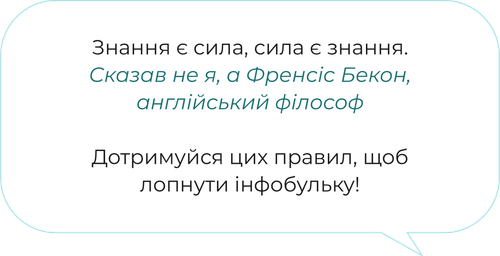 Знання є сила, сила є знання.
Сказав не я, а Френсіс Бекон,
англійський філософ
Дотримуйся цих правил, щоб
лопнути інфобульку!